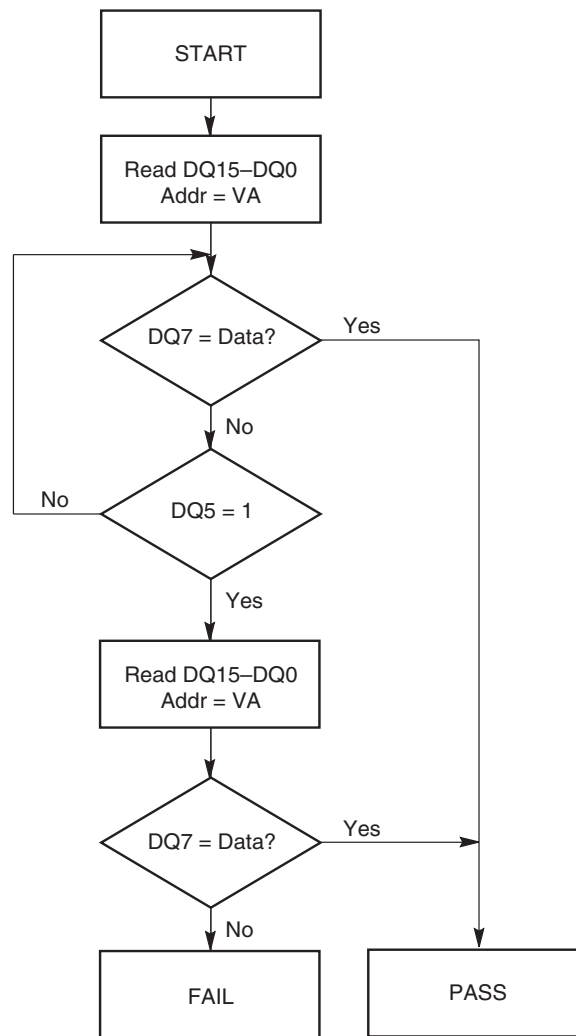 START
Read DQ15–DQ0
Addr = VA
DQ7 = Data?
Yes
No
No
DQ5 = 1
Yes
Read DQ15–DQ0
Addr = VA
DQ7 = Data?
Yes
No
FAIL
PASS